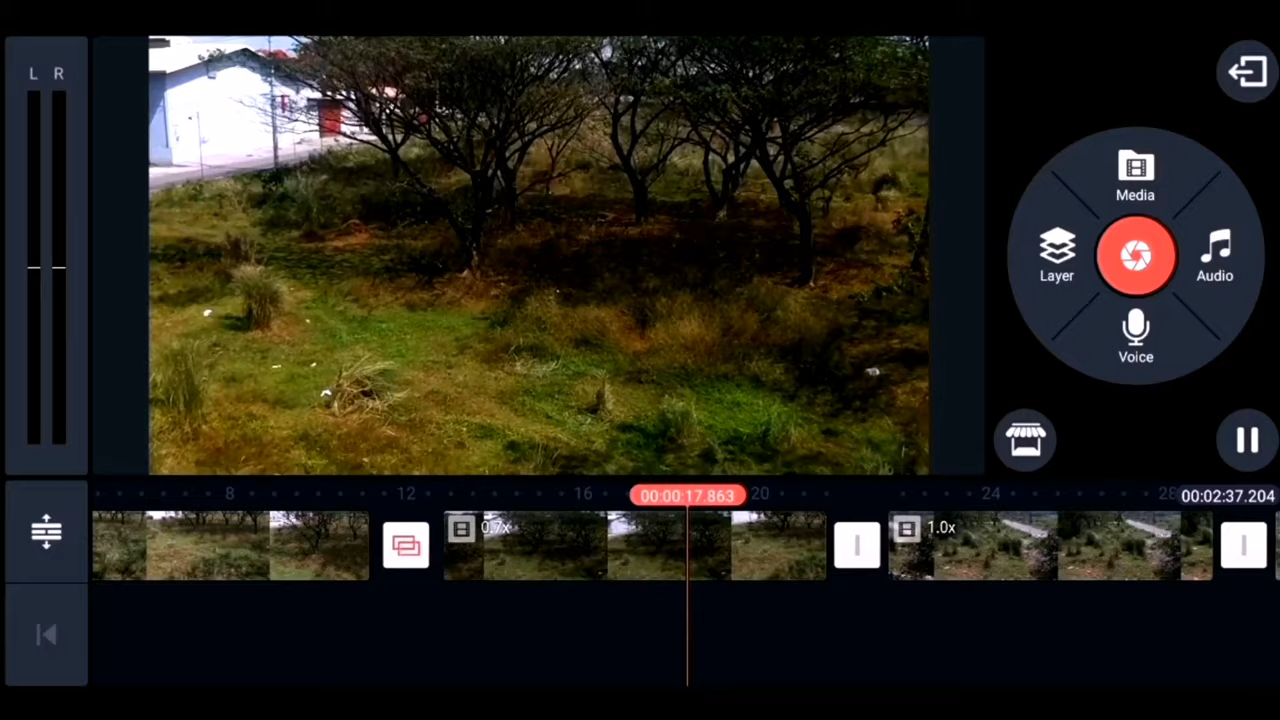 L R
Media
Layer
Audio
Voice
8 12 16 00:00:17.863 20 24 28 00:02:37.204
0.7x
1.0x